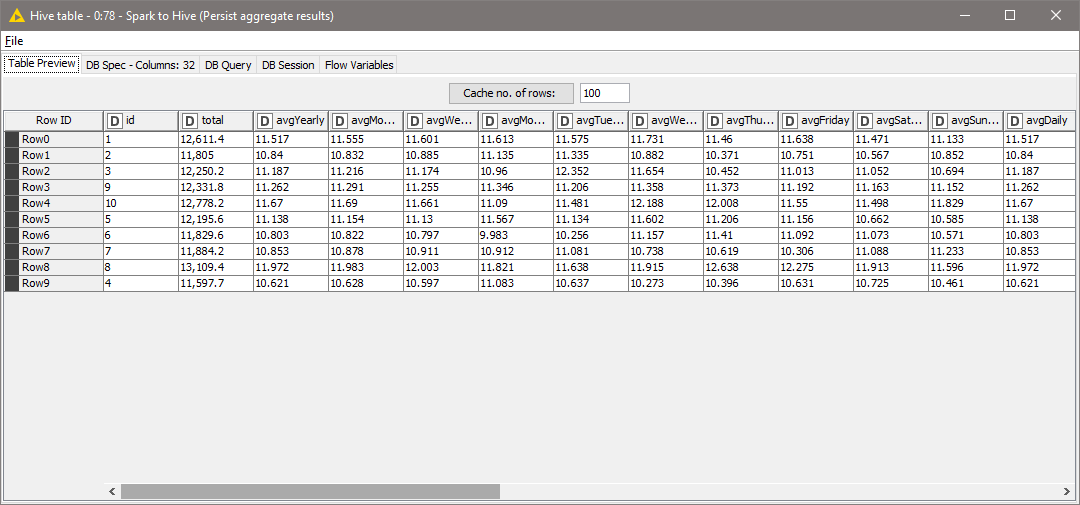 Hive table - 0:78 - Spark to Hive (Persist aggregate results)
File
Table Preview DB Spec - Columns: 32 DB Query DB Session Flow Variables
Cache no. of rows: 100
Row ID D id D total D avgYearly D avgMo... D avgWe... D avgMo... D avgTue... D avgWe... D avgThu... D avgFriday D avgSat... D avgSun... D avgDaily
Row0 1 12,611.4 11.517 11.555 11.601 11.613 11.575 11.731 11.46 11.638 11.471 11.133 11.517
Row1 2 11,805 10.84 10.832 10.885 11.135 11.335 10.882 10.371 10.751 10.567 10.852 10.84
Row2 3 12,250.2 11.187 11.216 11.174 10.96 12.352 11.654 10.452 11.013 11.052 10.694 11.187
Row3 9 12,331.8 11.262 11.291 11.255 11.346 11.206 11.358 11.373 11.192 11.163 11.152 11.262
Row4 10 12,778.2 11.67 11.69 11.661 11.09 11.481 12.188 12.008 11.55 11.498 11.829 11.67
Row5 5 12,195.6 11.138 11.154 11.13 11.567 11.134 11.602 11.206 11.156 10.662 10.585 11.138
Row6 6 11,829.6 10.803 10.822 10.797 9.983 10.256 11.157 11.41 11.092 11.073 10.571 10.803
Row7 7 11,884.2 10.853 10.878 10.911 10.912 11.081 10.738 10.619 10.306 11.088 11.233 10.853
Row8 8 13,109.4 11.972 11.983 12.003 11.821 11.638 11.915 12.638 12.275 11.913 11.596 11.972
Row9 4 11,597.7 10.621 10.628 10.597 11.083 10.637 10.273 10.396 10.631 10.725 10.461 10.621